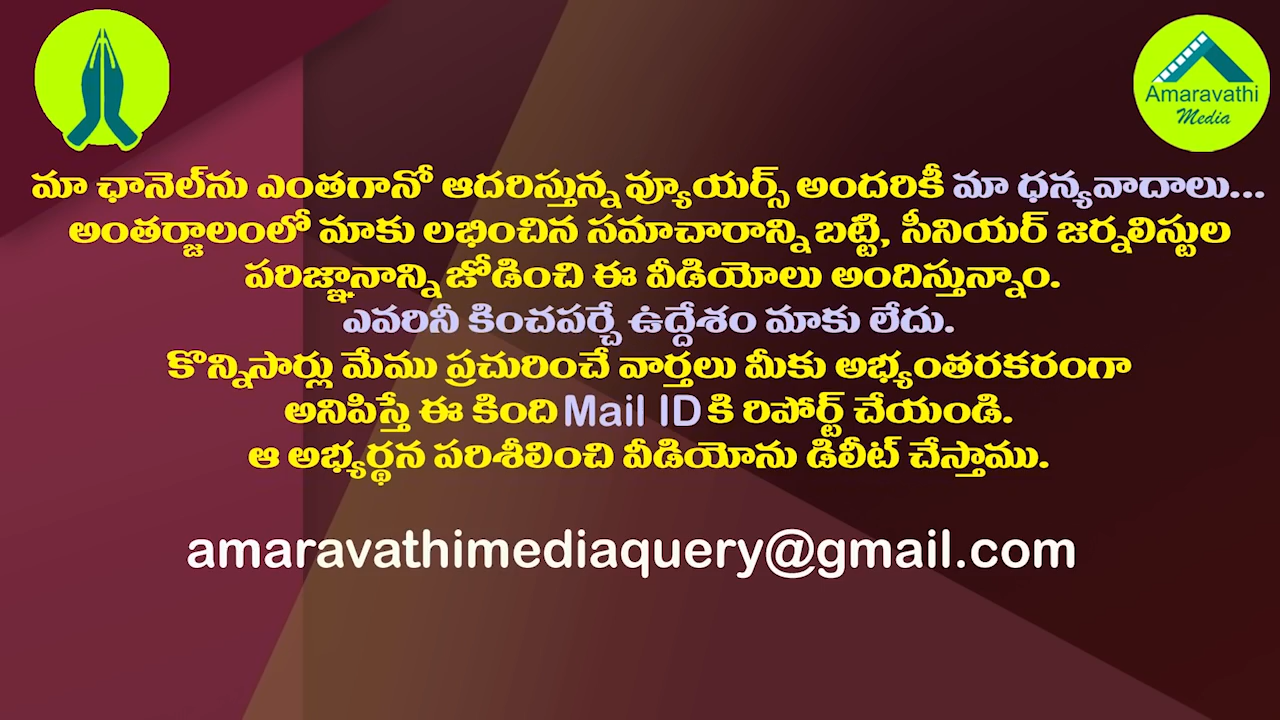 Amaravathi
Media
మా ఛానెల్‌ను ఎంతగానో ఆదరిస్తున్న వ్యూయర్స్ అందరికీ మా ధన్యవాదాలు...
అంతర్జాలంలో మాకు లభించిన సమాచారాన్ని బట్టి, సీనియర్ జర్నలిస్టుల
పరిజ్ఞానాన్ని జోడించి ఈ వీడియోలు అందిస్తున్నాం.
ఎవరినీ కించపర్చే ఉద్దేశం మాకు లేదు.
కొన్నిసార్లు మేము ప్రచురించే వార్తలు మీకు అభ్యంతరకరంగా
అనిపిస్తే ఈ కింది Mail ID కి రిపోర్ట్ చేయండి.
ఆ అభ్యర్థన పరిశీలించి వీడియోను డిలీట్ చేస్తాము.
amaravathimediaquery@gmail.com